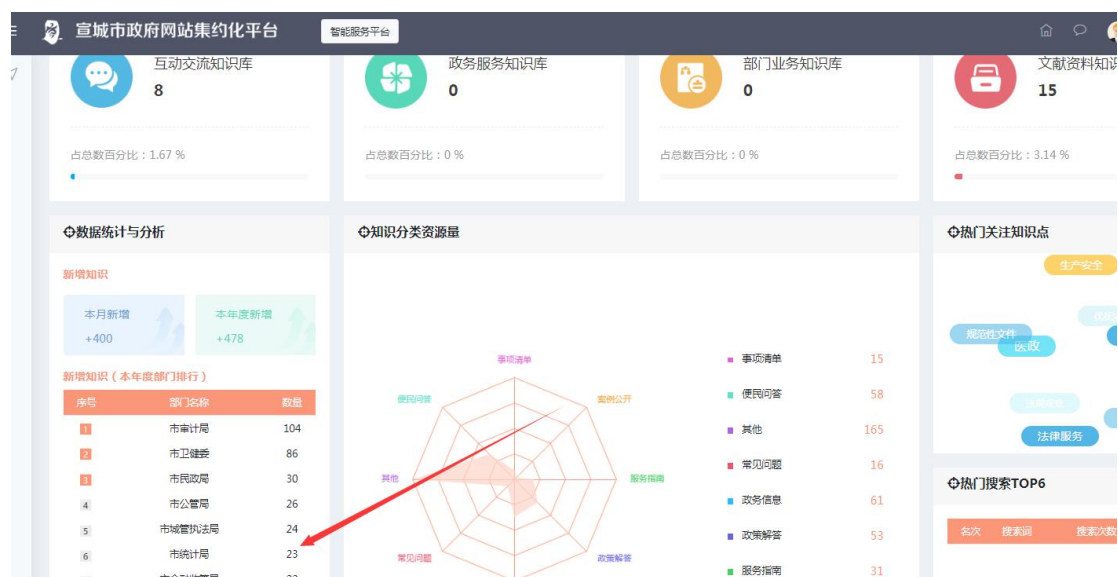 宣城市政府网站集约化平台
智能服务平台
互动交流知识库
8
占总数百分比：1.67 %
政务服务知识库
0
占总数百分比：0 %
部门业务知识库
0
占总数百分比：0 %
文献资料知识
15
占总数百分比：3.14 %
数据统计与分析
新增知识
本月新增
+400
本年度新增
+478
新增知识（本年度部门排行）
序号 部门名称 数量
1 市审计局 104
2 市卫健委 86
3 市民政局 30
4 市公管局 26
5 市城管执法局 24
6 市统计局 23
知识分类资源量
事项清单
便民问答
案例公开
其他
服务指南
常见问题
政策解答
事项清单 15
便民问答 58
其他 165
常见问题 16
政务信息 61
政策解答 53
服务指南 31
热门关注知识点
生产安全
规范性文件
医政
法律服务
热门搜索TOP6
名次 搜索词 搜索次数